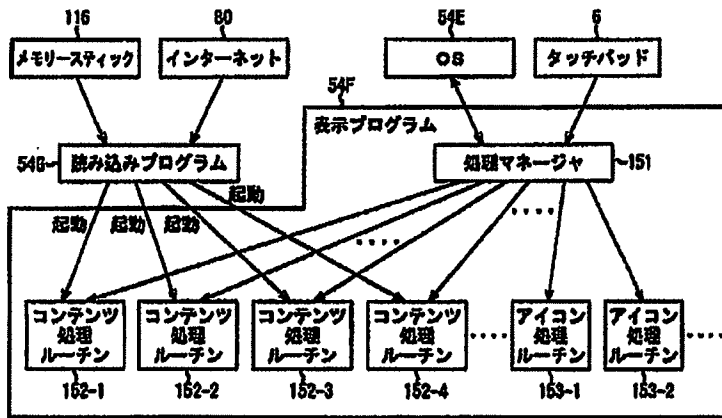 116
80
54E
6
メモリースティック
インターネット
OS
タッチパッド
54F
表示プログラム
54G
読み込みプログラム
処理マネージャ
151
起動
起動
起動
起動
コンテンツ
処理
ルーチン
コンテンツ
処理
ルーチン
コンテンツ
処理
ルーチン
コンテンツ
処理
ルーチン
アイコン
処理
ルーチン
アイコン
処理
ルーチン
152-1
152-2
152-3
152-4
153-1
153-2